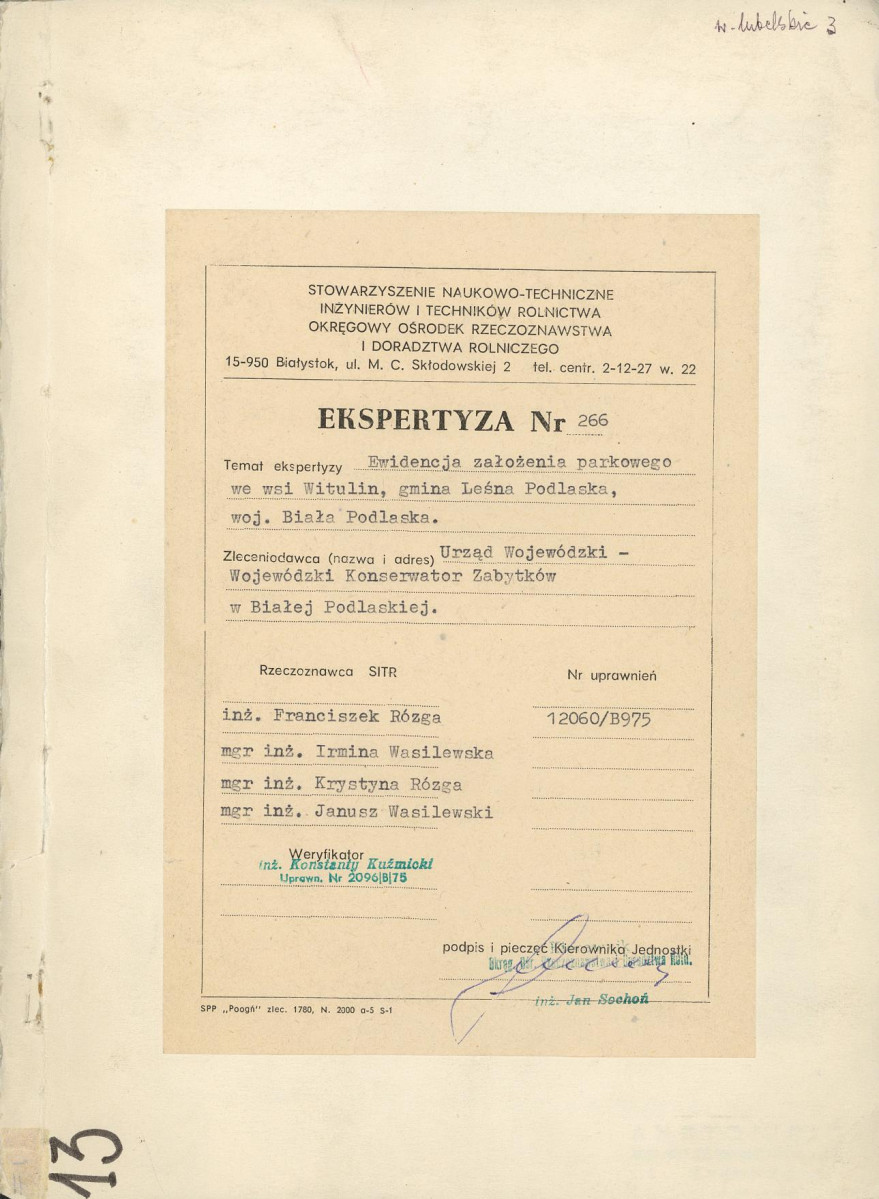 w-lubelskie 3
STOWARZYSZENIE NAUKOWO-TECHNICZNE
INŻYNIERÓW I TECHNIKÓW ROLNICTWA
OKRĘGOWY OŚRODEK RZECZOZNAWSTWA
I DORADZTWA ROLNICZEGO
15-950 Białystok, ul. M. C. Skłodowskiej 2 tel. centr. 2-12-27 w. 22
EKSPERTYZA Nr 266
Temat ekspertyzy Ewidencja założenia parkowego
we wsi Witulin, gmina Leśna Podlaska,
woj. Biała Podlaska.
Zleceniodawca (nazwa i adres) Urząd Wojewódzki –
Wojewódzki Konserwator Zabytków
w Białej Podlaskiej.
Rzeczoznawca SITR Nr uprawnień
inż. Franciszek Rózga 12060/B975
mgr inż. Irmina Wasilewska
mgr inż. Krystyna Rózga
mgr inż. Janusz Wasilewski
Weryfikator
inż. Konstanty Kuźmicki
Uprawn. Nr 2096|B|75
podpis i pieczęć Kierownika Jednostki
inż. Jan Sochoń
SPP „Poogń" zlec. 1780, N. 2000 a-5 S-1
13